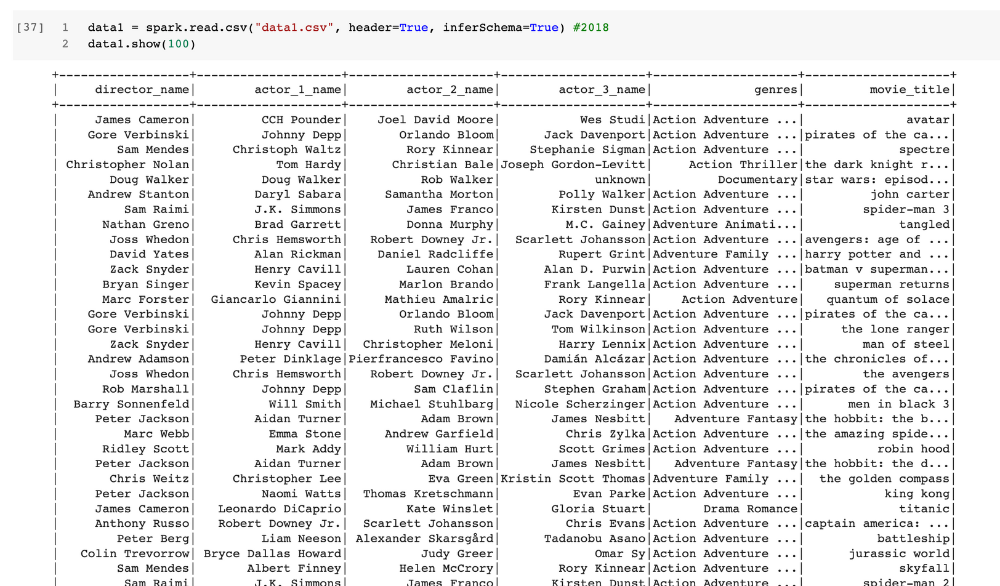 [37] 1 data1 = spark.read.csv("data1.csv", header=True, inferSchema=True) #2018
2 data1.show(100)
+------------------+--------------------+--------------------+--------------------+--------------------+--------------------+
|     director_name|        actor_1_name|        actor_2_name|        actor_3_name|              genres|         movie_title|
+------------------+--------------------+--------------------+--------------------+--------------------+--------------------+
|     James Cameron|         CCH Pounder|    Joel David Moore|           Wes Studi|Action Adventure ...|              avatar|
|    Gore Verbinski|         Johnny Depp|       Orlando Bloom|      Jack Davenport|Action Adventure ...|pirates of the ca...|
|        Sam Mendes|     Christoph Waltz|        Rory Kinnear|    Stephanie Sigman|Action Adventure ...|             spectre|
| Christopher Nolan|           Tom Hardy|      Christian Bale|Joseph Gordon-Levitt|     Action Thriller|the dark knight r...|
|       Doug Walker|         Doug Walker|          Rob Walker|             unknown|         Documentary|star wars: episod...|
|    Andrew Stanton|        Daryl Sabara|     Samantha Morton|        Polly Walker|Action Adventure ...|         john carter|
|         Sam Raimi|        J.K. Simmons|        James Franco|       Kirsten Dunst|Action Adventure ...|        spider-man 3|
|      Nathan Greno|        Brad Garrett|        Donna Murphy|         M.C. Gainey|Adventure Animati...|             tangled|
|       Joss Whedon|     Chris Hemsworth|   Robert Downey Jr.|  Scarlett Johansson|Action Adventure ...|avengers: age of ...|
|       David Yates|        Alan Rickman|    Daniel Radcliffe|        Rupert Grint|Adventure Family ...|harry potter and ...|
|       Zack Snyder|        Henry Cavill|        Lauren Cohan|      Alan D. Purwin|Action Adventure ...|batman v superman...|
|      Bryan Singer|        Kevin Spacey|       Marlon Brando|      Frank Langella|Action Adventure ...|    superman returns|
|      Marc Forster|  Giancarlo Giannini|     Mathieu Amalric|        Rory Kinnear|    Action Adventure|   quantum of solace|
|    Gore Verbinski|         Johnny Depp|       Orlando Bloom|      Jack Davenport|Action Adventure ...|pirates of the ca...|
|    Gore Verbinski|         Johnny Depp|         Ruth Wilson|       Tom Wilkinson|Action Adventure ...|     the lone ranger|
|       Zack Snyder|        Henry Cavill| Christopher Meloni|        Harry Lennix|Action Adventure ...|        man of steel|
|    Andrew Adamson|      Peter Dinklage|Pierfrancesco Favino|      Damián Alcázar|Action Adventure ...|the chronicles of...|
|       Joss Whedon|     Chris Hemsworth|   Robert Downey Jr.|  Scarlett Johansson|Action Adventure ...|        the avengers|
|      Rob Marshall|         Johnny Depp|         Sam Claflin|      Stephen Graham|Action Adventure ...|pirates of the ca...|
|  Barry Sonnenfeld|          Will Smith|   Michael Stuhlbarg|  Nicole Scherzinger|Action Adventure ...|      men in black 3|
|     Peter Jackson|        Aidan Turner|          Adam Brown|       James Nesbitt|   Adventure Fantasy|the hobbit: the b...|
|         Marc Webb|          Emma Stone|     Andrew Garfield|         Chris Zylka|Action Adventure ...|the amazing spide...|
|      Ridley Scott|           Mark Addy|        William Hurt|        Scott Grimes|Action Adventure ...|          robin hood|
|     Peter Jackson|        Aidan Turner|          Adam Brown|       James Nesbitt|   Adventure Fantasy|the hobbit: the d...|
|       Chris Weitz|     Christopher Lee|           Eva Green|Kristin Scott Thomas|Adventure Family ...|  the golden compass|
|     Peter Jackson|         Naomi Watts|  Thomas Kretschmann|          Evan Parke|Action Adventure ...|           king kong|
|     James Cameron|   Leonardo DiCaprio|        Kate Winslet|       Gloria Stuart|       Drama Romance|             titanic|
|     Anthony Russo|   Robert Downey Jr.|  Scarlett Johansson|         Chris Evans|Action Adventure ...|captain america: ...|
|        Peter Berg|         Liam Neeson| Alexander Skarsgård|      Tadanobu Asano|Action Adventure ...|          battleship|
|   Colin Trevorrow| Bryce Dallas Howard|          Judy Greer|             Omar Sy|Action Adventure ...|      jurassic world|
|        Sam Mendes|       Albert Finney|       Helen McCrory|        Rory Kinnear|Action Adventure ...|             skyfall|
|         Sam Raimi|        J.K. Simmons|        James Franco|       Kirsten Dunst|Action Adventure ...|        spider-man 2|